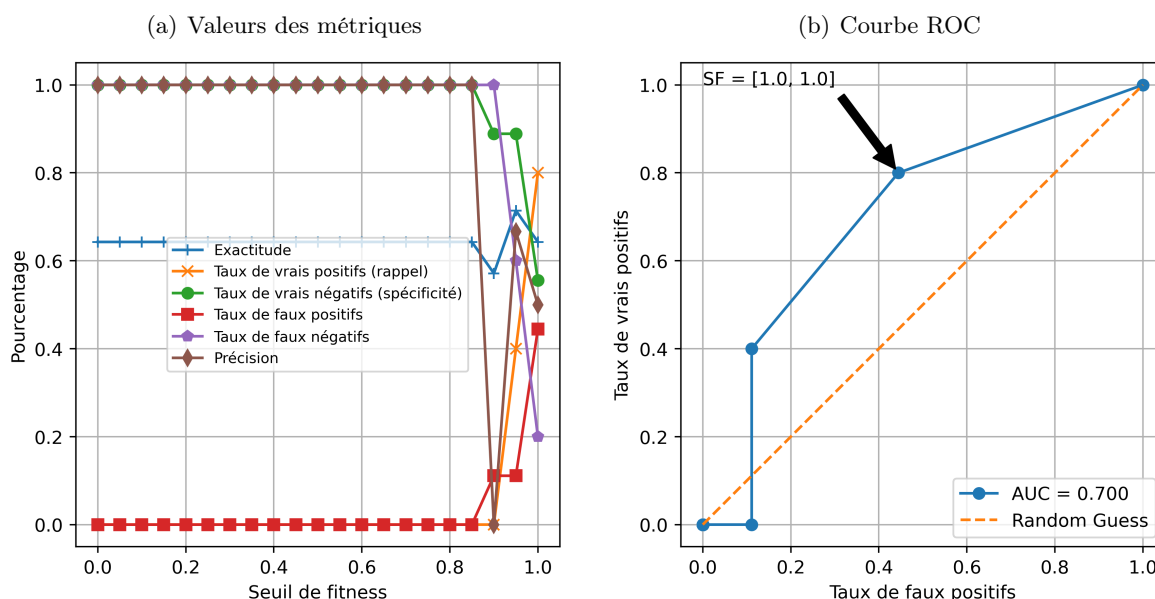 (a) Valeurs des métriques
1.0
0.8
0.6
0.4
0.2
0.0
Pourcentage
Exactitude
Taux de vrais positifs (rappel)
Taux de vrais négatifs (spécificité)
Taux de faux positifs
Taux de faux négatifs
Précision
0.0 0.2 0.4 0.6 0.8 1.0
Seuil de fitness
(b) Courbe ROC
SF = [1.0, 1.0]
1.0
0.8
0.6
0.4
0.2
0.0
Taux de vrais positifs
AUC = 0.700
Random Guess
0.0 0.2 0.4 0.6 0.8 1.0
Taux de faux positifs